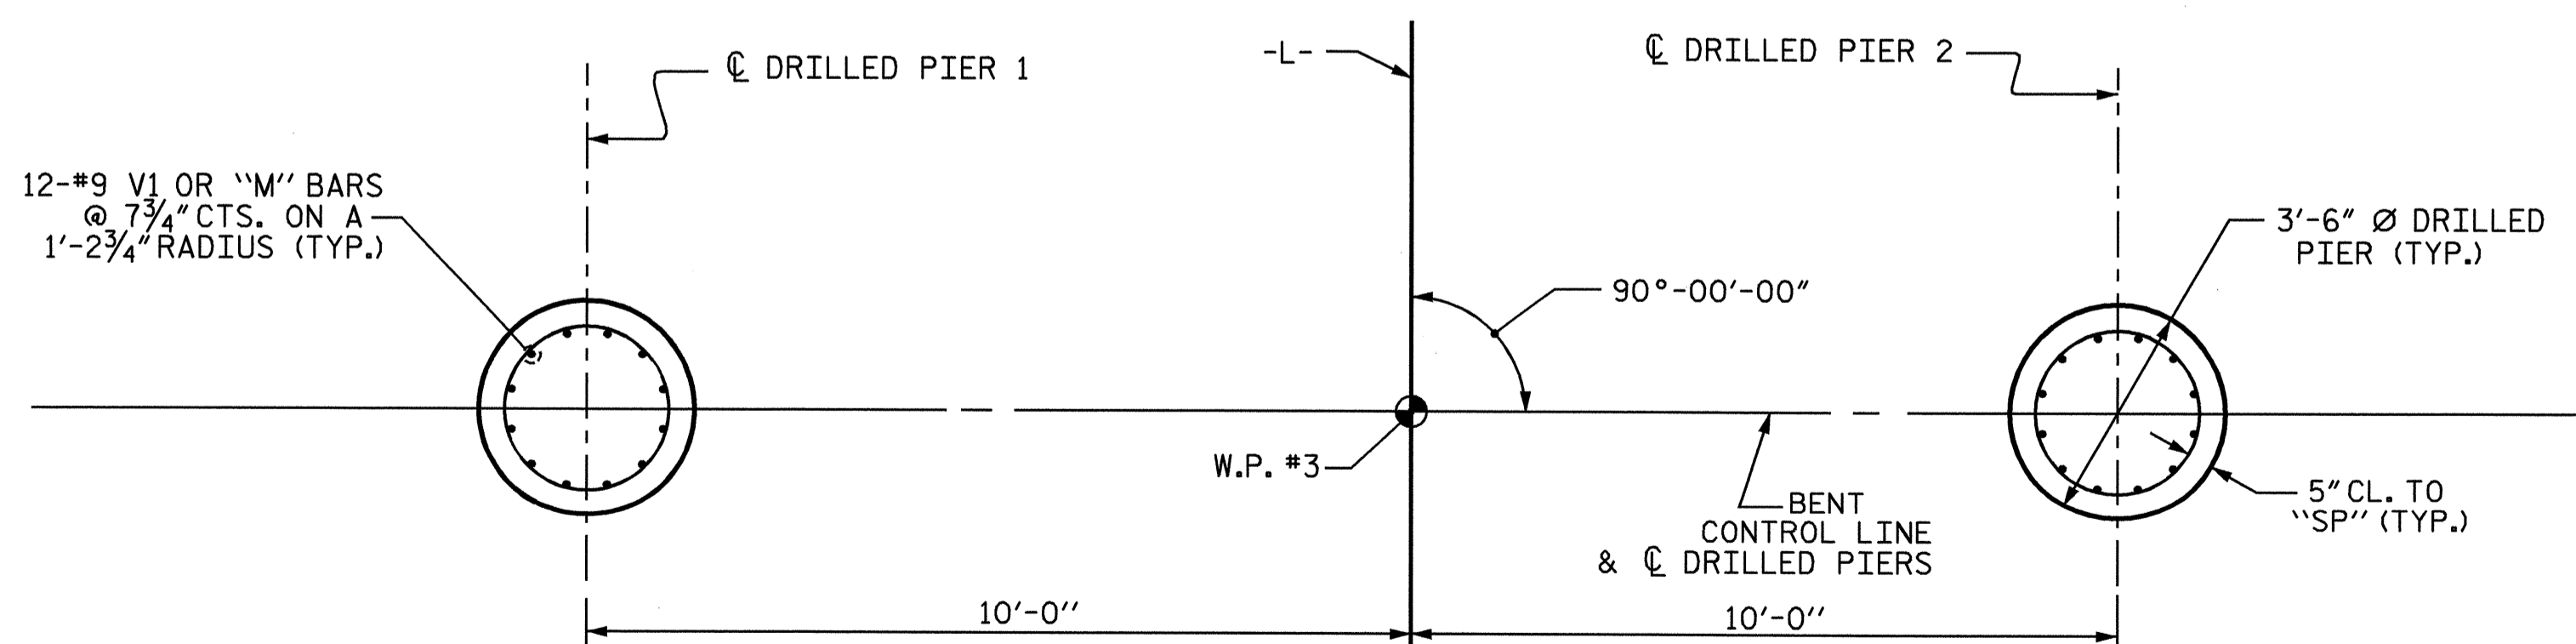 ℄ DRILLED PIER 1
-L-
℄ DRILLED PIER 2
12-#9 V1 OR "M" BARS
@ 7¾" CTS. ON A
1'-2¾" RADIUS (TYP.)
3'-6" Ø DRILLED
PIER (TYP.)
90°-00'-00"
W.P. #3
BENT
CONTROL LINE
& ℄ DRILLED PIERS
5" CL. TO
"SP" (TYP.)
10'-0"
10'-0"